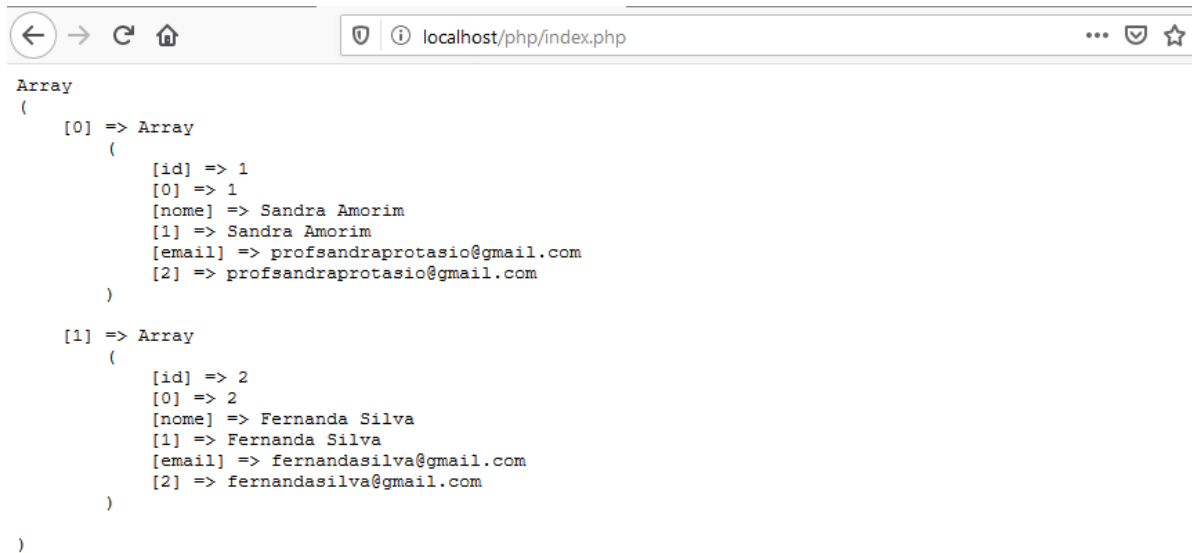 localhost/php/index.php
Array
(
    [0] => Array
        (
            [id] => 1
            [0] => 1
            [nome] => Sandra Amorim
            [1] => Sandra Amorim
            [email] => profsandraprotasio@gmail.com
            [2] => profsandraprotasio@gmail.com
        )

    [1] => Array
        (
            [id] => 2
            [0] => 2
            [nome] => Fernanda Silva
            [1] => Fernanda Silva
            [email] => fernandasilva@gmail.com
            [2] => fernandasilva@gmail.com
        )

)